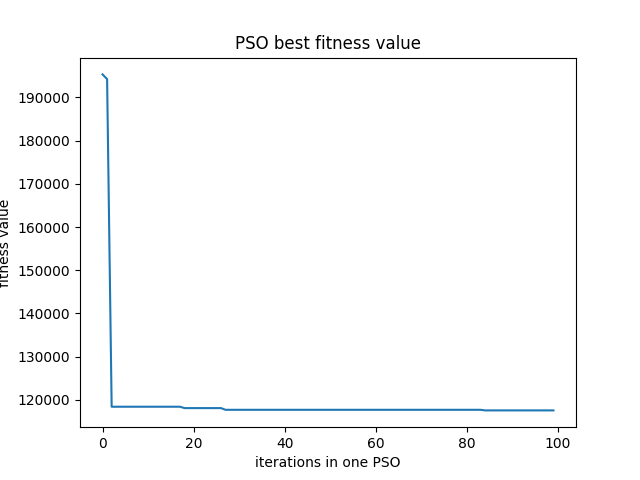 PSO best fitness value
190000
180000
170000
160000
150000
140000
130000
120000
fitness value
0 20 40 60 80 100
iterations in one PSO